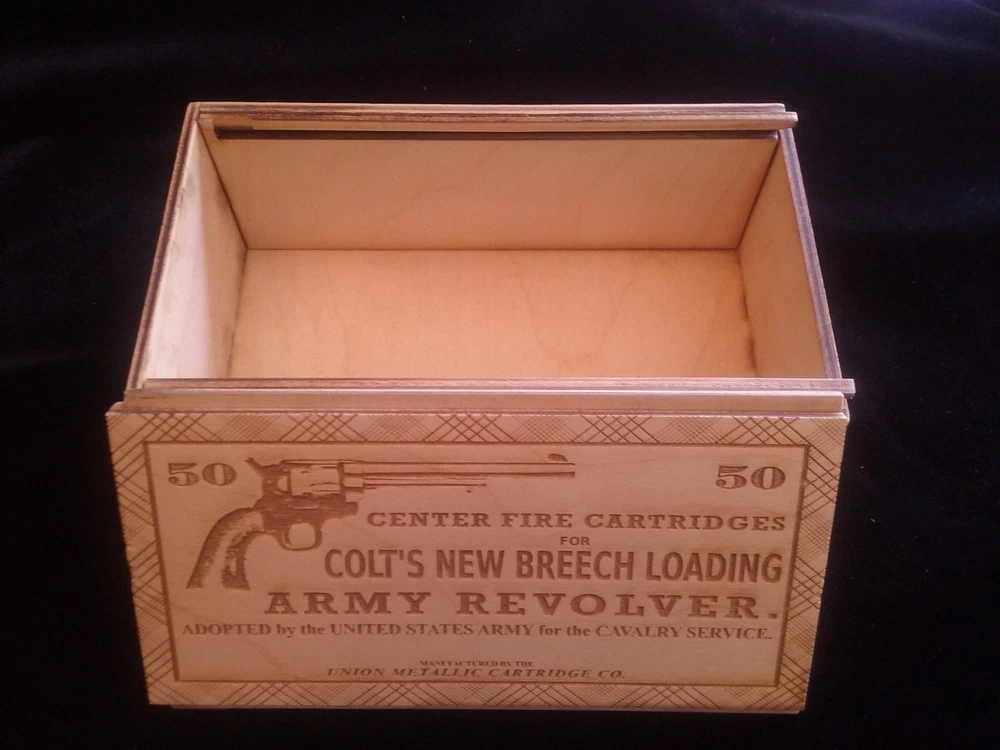 50 50
CENTER FIRE CARTRIDGES
FOR
COLT'S NEW BREECH LOADING
ARMY REVOLVER.
ADOPTED by the UNITED STATES ARMY for the CAVALRY SERVICE.
MANUFACTURED BY THE
UNION METALLIC CARTRIDGE CO.